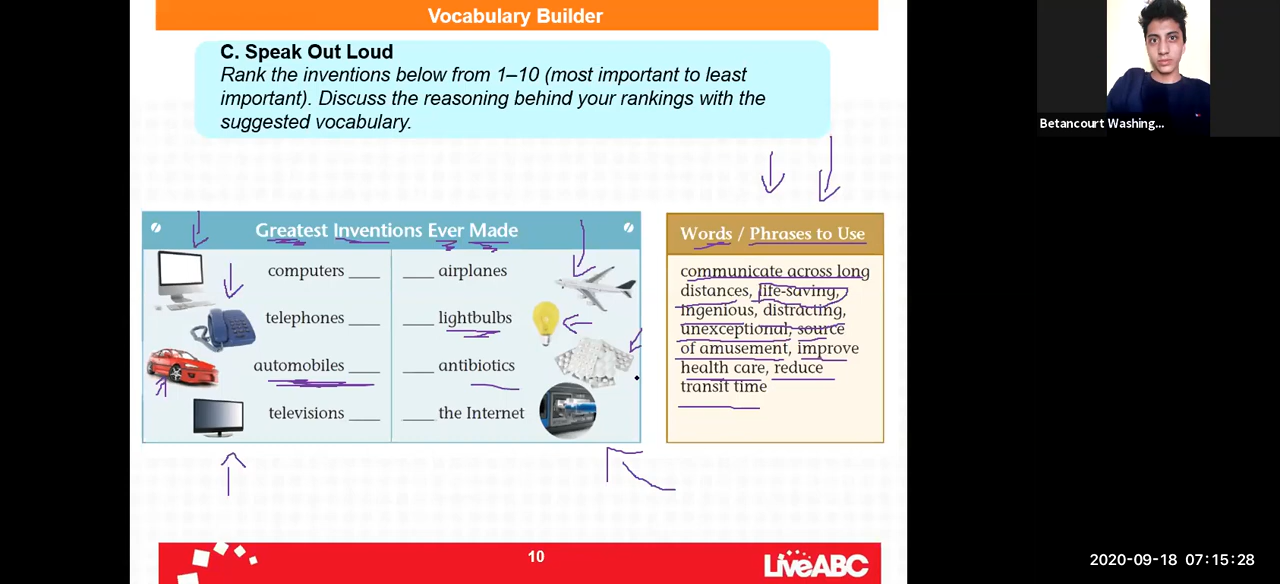 Vocabulary Builder
C. Speak Out Loud
Rank the inventions below from 1–10 (most important to least
important). Discuss the reasoning behind your rankings with the
suggested vocabulary.
Betancourt Washing...
Greatest Inventions Ever Made
computers ____
____ airplanes
telephones ____
____ lightbulbs
automobiles ____
____ antibiotics
televisions ____
____ the Internet
Words / Phrases to Use
communicate across long
distances, life-saving,
ingenious, distracting,
unexceptional, source
of amusement, improve
health care, reduce
transit time
10
LiveABC
2020-09-18 07:15:28